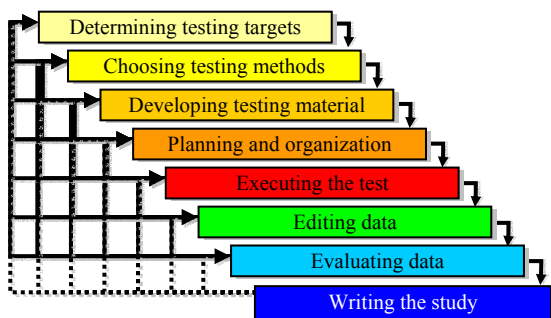 Determining testing targets
Choosing testing methods
Developing testing material
Planning and organization
Executing the test
Editing data
Evaluating data
Writing the study